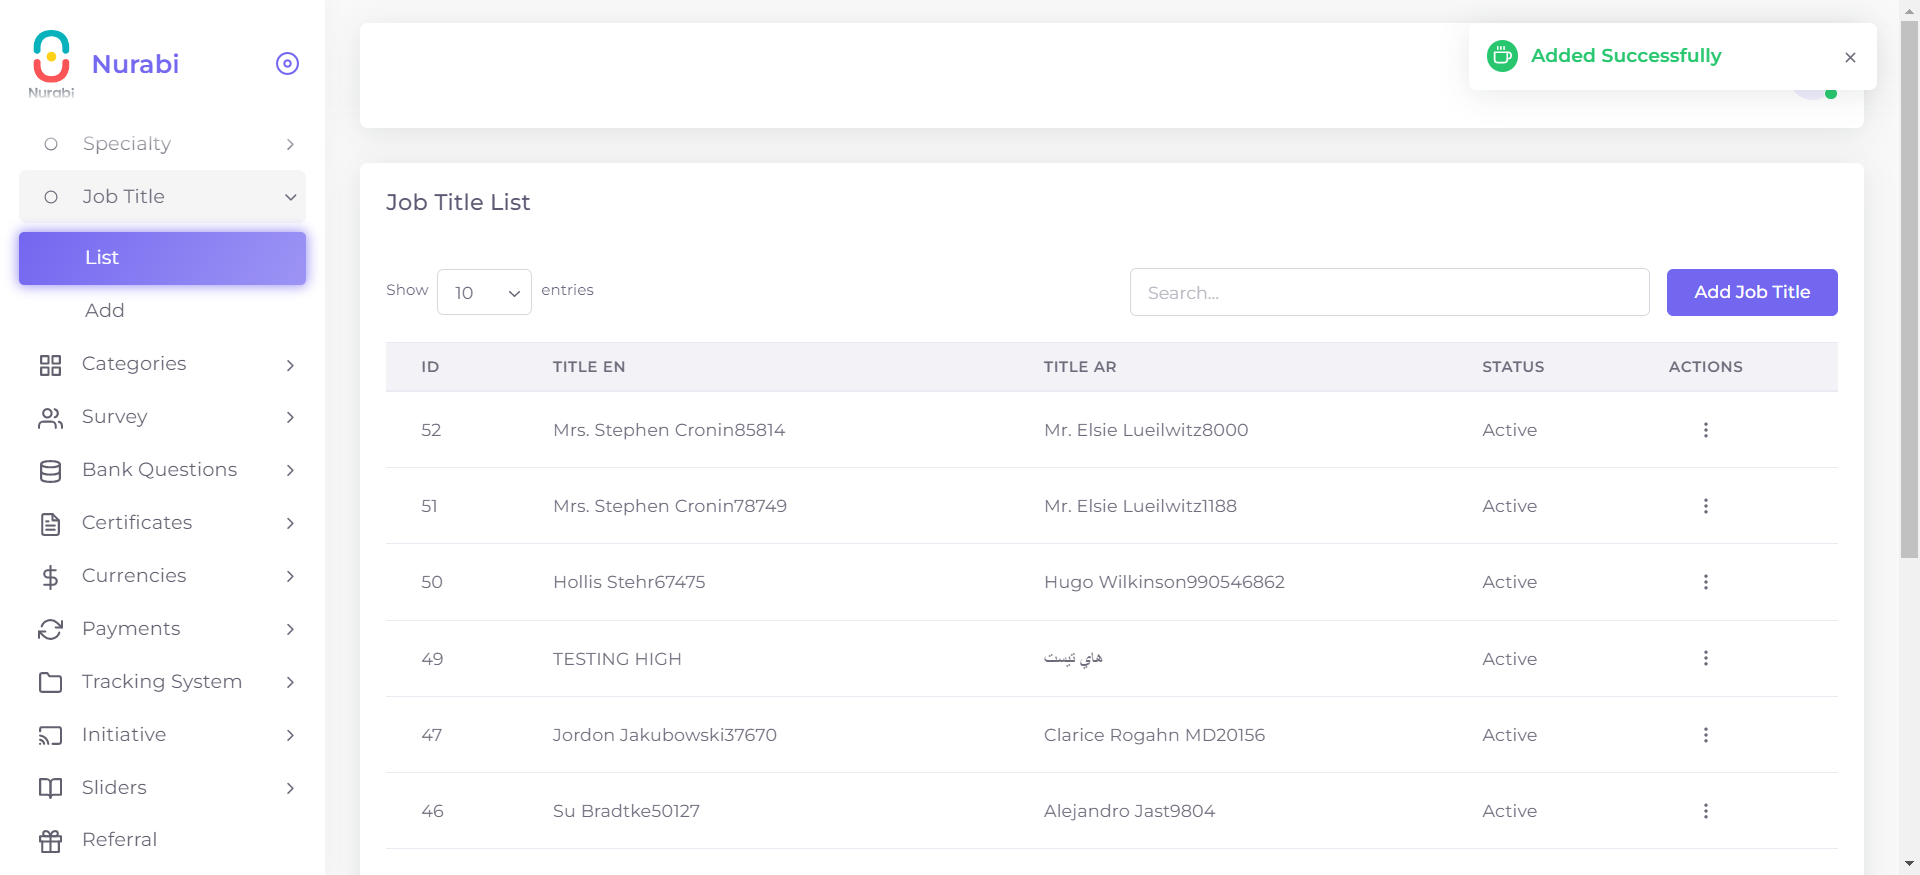 Nurabi
Nurabi
Specialty
Job Title
List
Add
Categories
Survey
Bank Questions
Certificates
Currencies
Payments
Tracking System
Initiative
Sliders
Referral
Added Successfully
Job Title List
Show 10 entries
Search...
Add Job Title
ID TITLE EN TITLE AR STATUS ACTIONS
52 Mrs. Stephen Cronin85814 Mr. Elsie Lueilwitz8000 Active
51 Mrs. Stephen Cronin78749 Mr. Elsie Lueilwitz1188 Active
50 Hollis Stehr67475 Hugo Wilkinson990546862 Active
49 TESTING HIGH هاي تيست Active
47 Jordon Jakubowski37670 Clarice Rogahn MD20156 Active
46 Su Bradtke50127 Alejandro Jast9804 Active